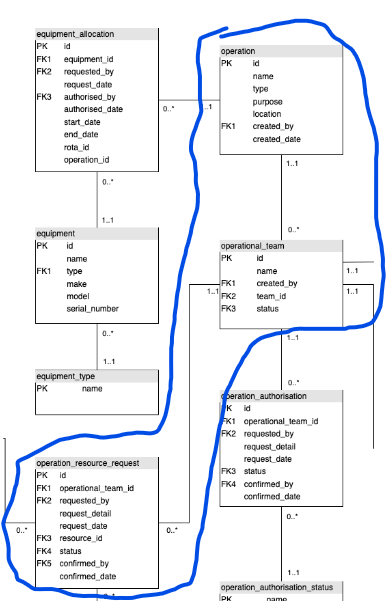 equipment_allocation
PK id
FK1 equipment_id
FK2 requested_by
request_date
FK3 authorised_by
authorised_date
start_date
end_date
rota_id
operation_id
0..*
..1
0..*
1..1
equipment
PK id
name
FK1 type
make
model
serial_number
0..*
1..1
equipment_type
PK name
operation_resource_request
PK id
FK1 operational_team_id
FK2 requested_by
request_detail
request_date
FK3 resource_id
FK4 status
FK5 confirmed_by
confirmed_date
0..*
0..*
operation
PK id
name
type
purpose
location
FK1 created_by
created_date
1..1
0..*
operational_team
PK id
name
FK1 created_by
FK2 team_id
FK3 status
1..1
1..1
1..1
1..1
0..*
operation_authorisation
PK id
FK1 operational_team_id
FK2 requested_by
request_detail
request_date
FK3 status
FK4 confirmed_by
confirmed_date
0..*
1..1
operation_authorisation_status
PK name